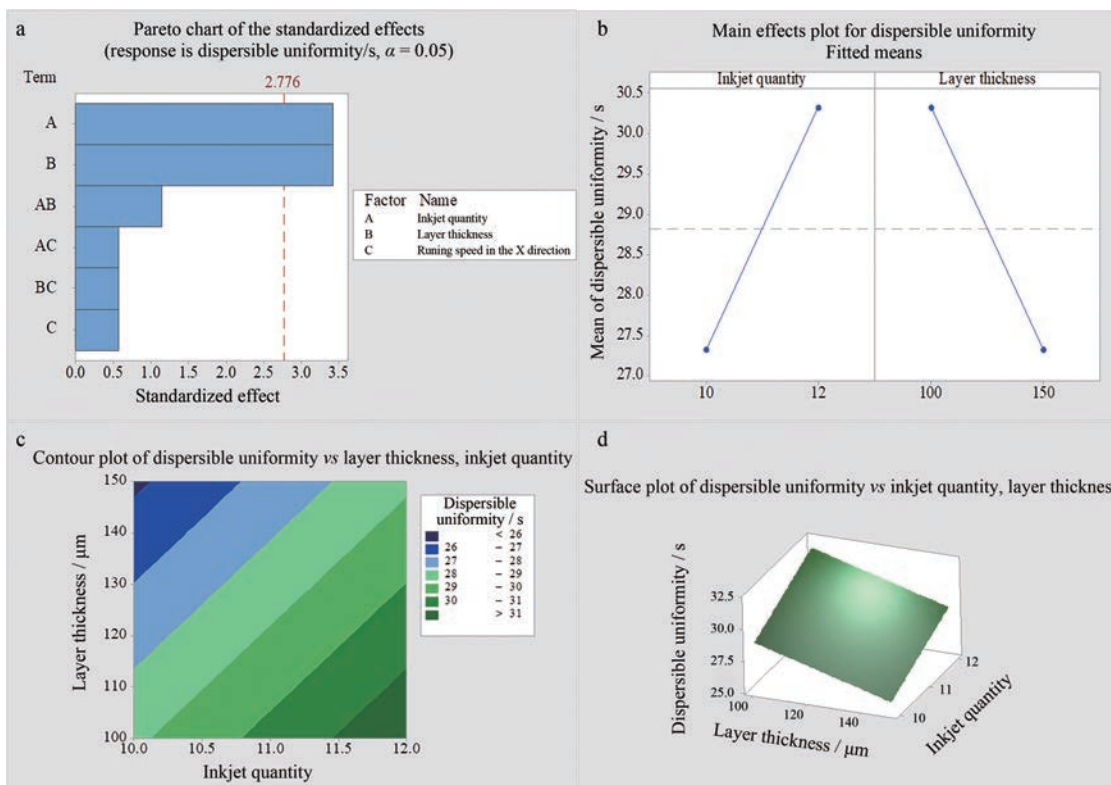 a
Pareto chart of the standardized effects
(response is dispersible uniformity/s, α = 0.05)
Term
2.776
A
B
AB
AC
BC
C
Factor Name
A Inkjet quantity
B Layer thickness
C Runing speed in the X direction
0.0 0.5 1.0 1.5 2.0 2.5 3.0 3.5
Standardized effect
b
Main effects plot for dispersible uniformity
Fitted means
Inkjet quantity Layer thickness
Mean of dispersible uniformity / s
30.5
30.0
29.5
29.0
28.5
28.0
27.5
27.0
10 12 100 150
c
Contour plot of dispersible uniformity vs layer thickness, inkjet quantity
Layer thickness / μm
150
140
130
120
110
100
10.0 10.5 11.0 11.5 12.0
Inkjet quantity
Dispersible
uniformity / s
< 26
26 – 27
27 – 28
28 – 29
29 – 30
30 – 31
> 31
d
Surface plot of dispersible uniformity vs inkjet quantity, layer thicknes
Dispersible uniformity / s
32.5
30.0
27.5
25.0
100 120 140
Layer thickness / μm
10 11 12
Inkjet quantity